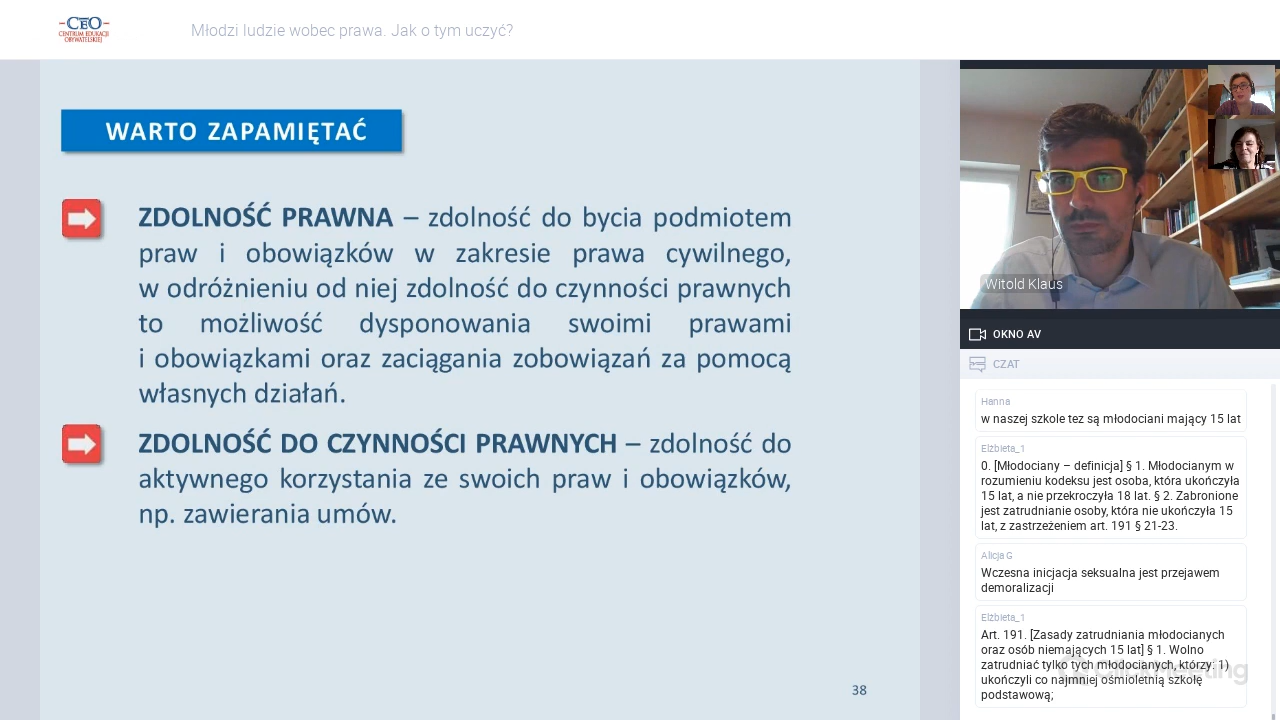 CEO
CENTRUM EDUKACJI
OBYWATELSKIEJ
Młodzi ludzie wobec prawa. Jak o tym uczyć?
WARTO ZAPAMIĘTAĆ
ZDOLNOŚĆ PRAWNA – zdolność do bycia podmiotem
praw i obowiązków w zakresie prawa cywilnego,
w odróżnieniu od niej zdolność do czynności prawnych
to możliwość dysponowania swoimi prawami
i obowiązkami oraz zaciągania zobowiązań za pomocą
własnych działań.
ZDOLNOŚĆ DO CZYNNOŚCI PRAWNYCH – zdolność do
aktywnego korzystania ze swoich praw i obowiązków,
np. zawierania umów.
38
Witold Klaus
OKNO AV
CZAT
Hanna
w naszej szkole tez są młodociani mający 15 lat
Elżbieta_1
0. [Młodociany – definicja] § 1. Młodocianym w
rozumieniu kodeksu jest osoba, która ukończyła
15 lat, a nie przekroczyła 18 lat. § 2. Zabronione
jest zatrudnianie osoby, która nie ukończyła 15
lat, z zastrzeżeniem art. 191 § 21-23.
Alicja G
Wczesna inicjacja seksualna jest przejawem
demoralizacji
Elżbieta_1
Art. 191. [Zasady zatrudniania młodocianych
oraz osób niemających 15 lat] § 1. Wolno
zatrudniać tylko tych młodocianych, którzy: 1)
ukończyli co najmniej ośmioletnią szkołę
podstawową;
ClickMeeting